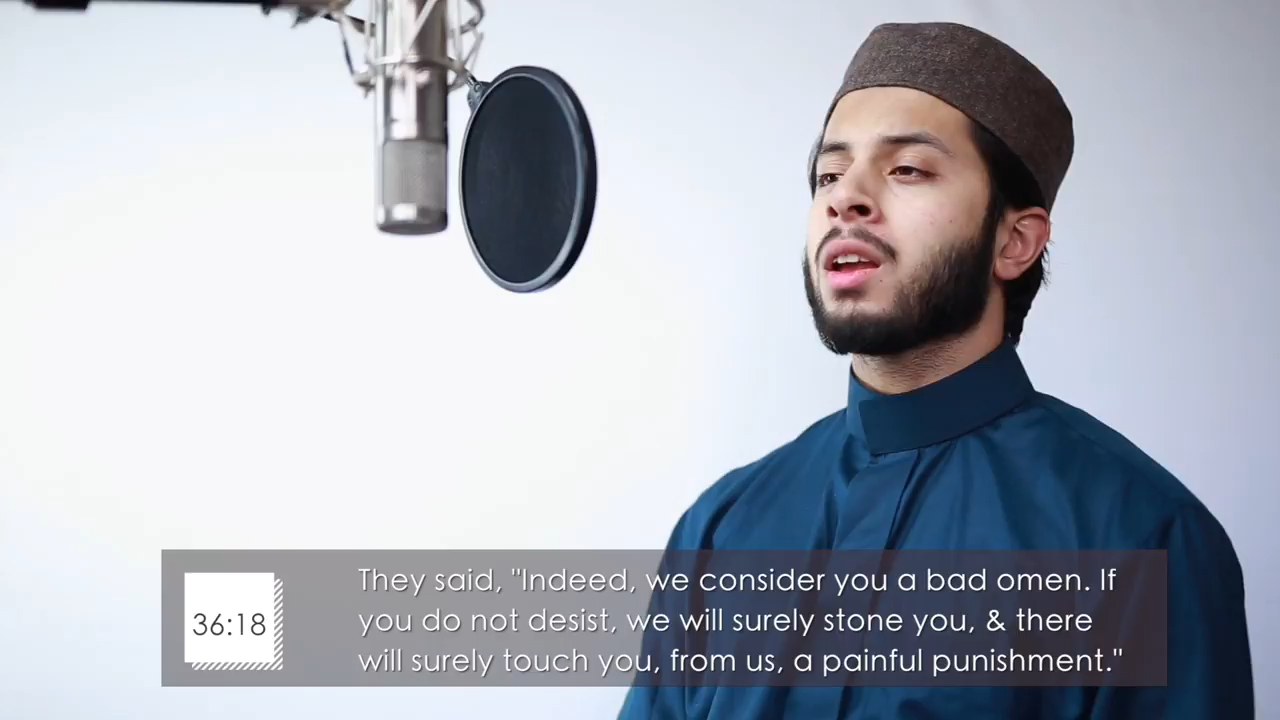 36:18
They said, "Indeed, we consider you a bad omen. If
you do not desist, we will surely stone you, & there
will surely touch you, from us, a painful punishment."